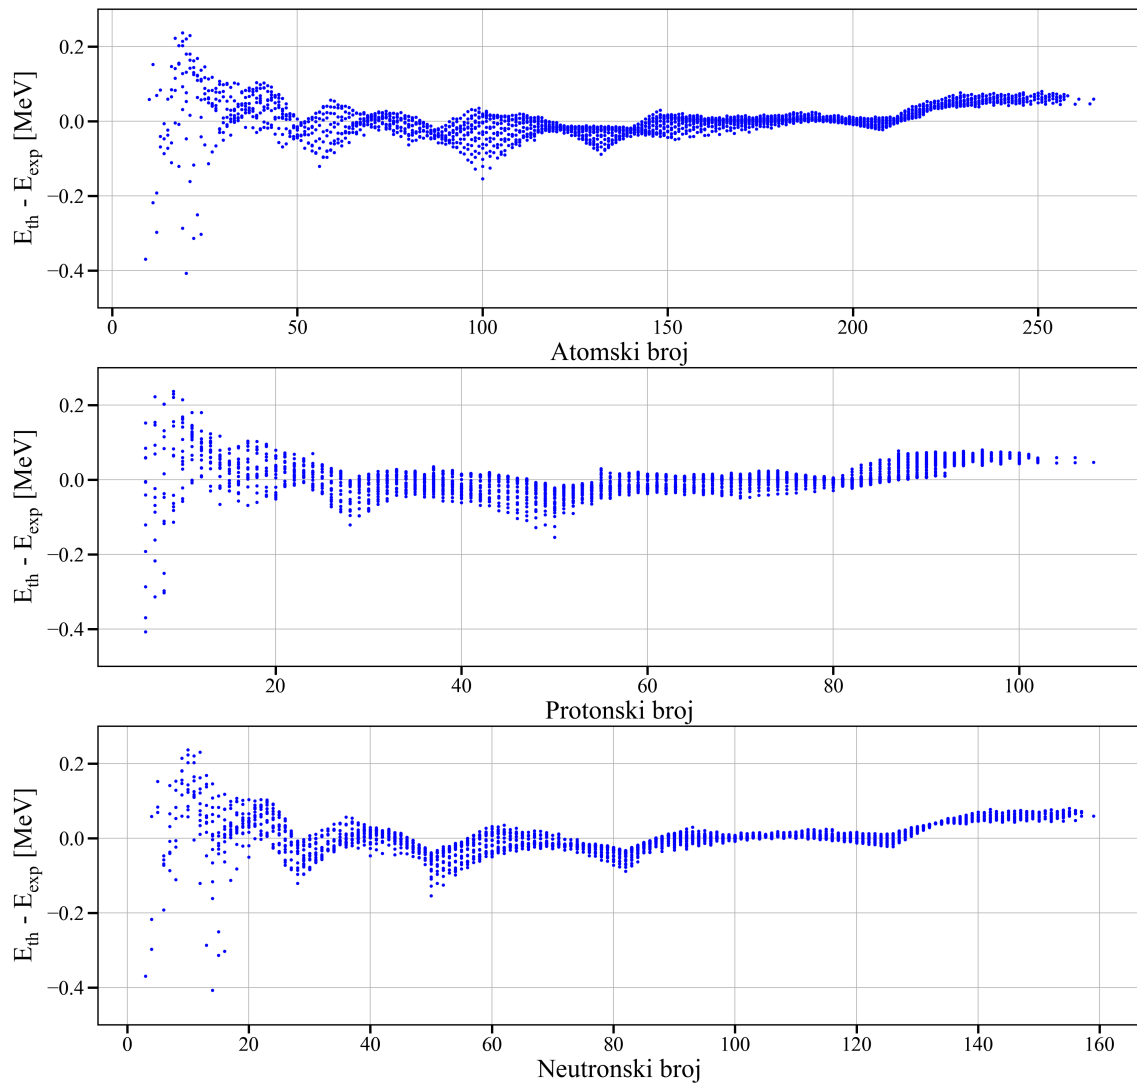 E_th - E_exp [MeV]
0.2
0.0
−0.2
−0.4
0 50 100 150 200 250
Atomski broj
E_th - E_exp [MeV]
0.2
0.0
−0.2
−0.4
20 40 60 80 100
Protonski broj
E_th - E_exp [MeV]
0.2
0.0
−0.2
−0.4
0 20 40 60 80 100 120 140 160
Neutronski broj